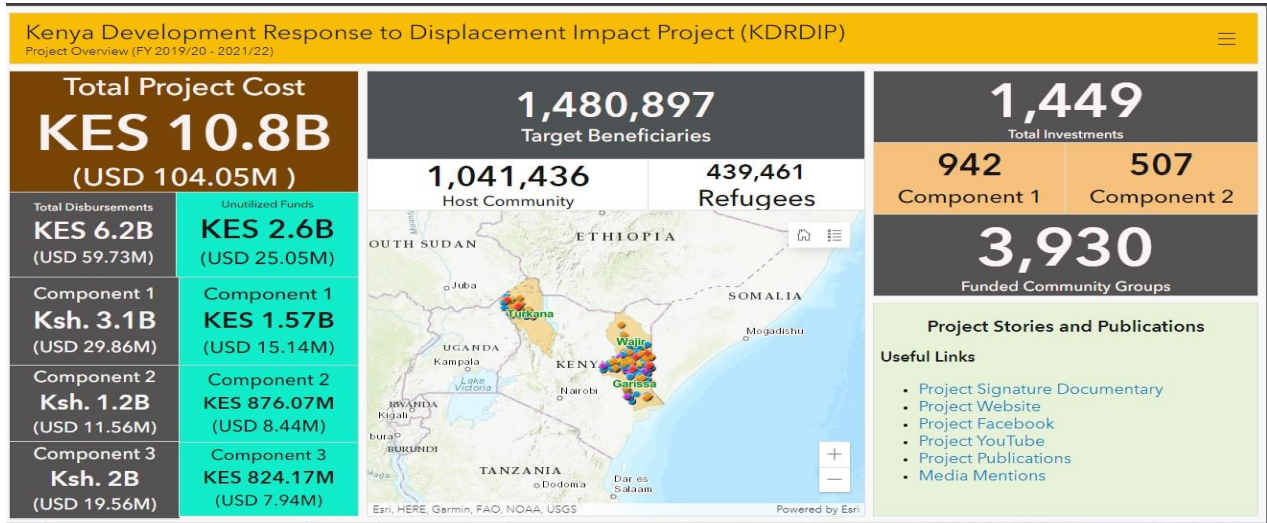 Kenya Development Response to Displacement Impact Project (KDRDIP)
Project Overview (FY 2019/20 - 2021/22)
Total Project Cost
KES 10.8B
(USD 104.05M )
Total Disbursements
KES 6.2B
(USD 59.73M)
Unutilized Funds
KES 2.6B
(USD 25.05M)
Component 1
Ksh. 3.1B
(USD 29.86M)
Component 1
KES 1.57B
(USD 15.14M)
Component 2
Ksh. 1.2B
(USD 11.56M)
Component 2
KES 876.07M
(USD 8.44M)
Component 3
Ksh. 2B
(USD 19.56M)
Component 3
KES 824.17M
(USD 7.94M)
1,480,897
Target Beneficiaries
1,041,436
Host Community
439,461
Refugees
OUTH SUDAN
ETHIOPIA
Juba
SOMALIA
Turkana
Mogadishu
UGANDA
Wajir
Kampala
KENYA
Lake
Victoria
Garissa
Nairobi
RWANDA
Kigali
bura
BURUNDI
TANZANIA
Dodoma
Dar es
Salaam
Esri, HERE, Garmin, FAO, NOAA, USGS
Powered by Esri
1,449
Total Investments
942
Component 1
507
Component 2
3,930
Funded Community Groups
Project Stories and Publications
Useful Links
Project Signature Documentary
Project Website
Project Facebook
Project YouTube
Project Publications
Media Mentions